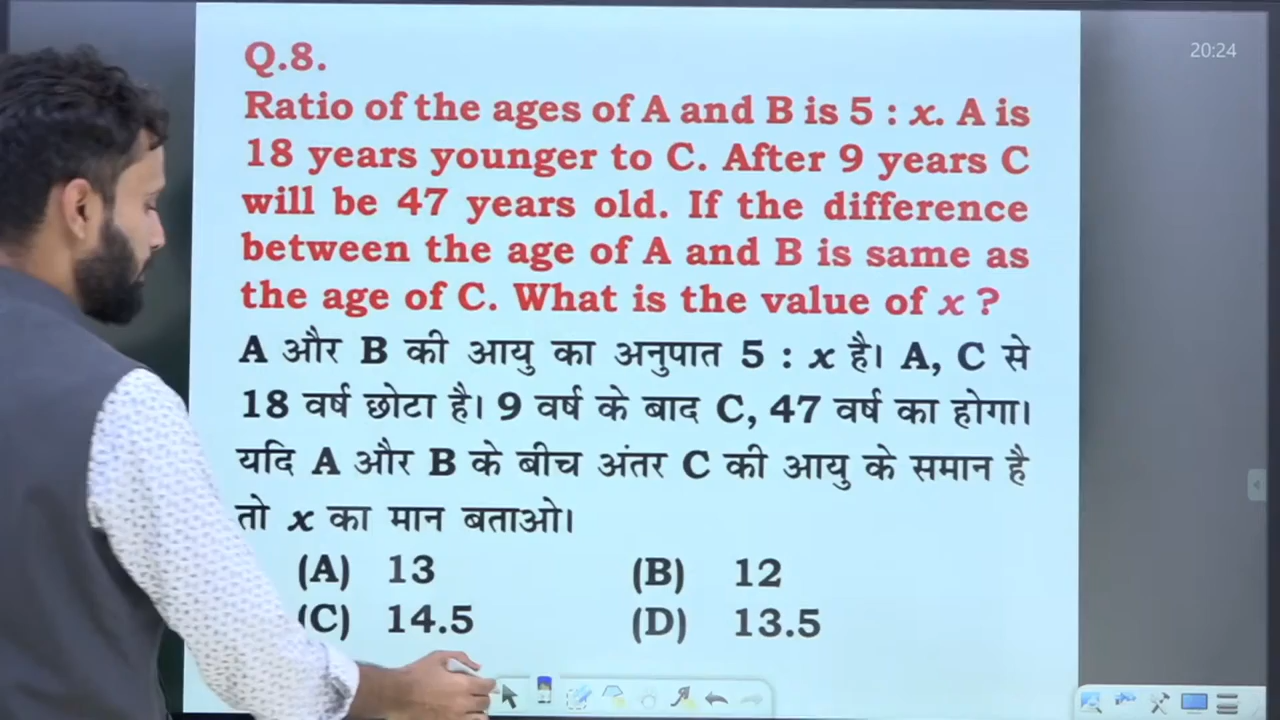 20:24
Q.8.
Ratio of the ages of A and B is 5 : x. A is
18 years younger to C. After 9 years C
will be 47 years old. If the difference
between the age of A and B is same as
the age of C. What is the value of x ?
A और B की आयु का अनुपात 5 : x है। A, C से
18 वर्ष छोटा है। 9 वर्ष के बाद C, 47 वर्ष का होगा।
यदि A और B के बीच अंतर C की आयु के समान है
तो x का मान बताओ।
(A) 13 (B) 12
(C) 14.5 (D) 13.5